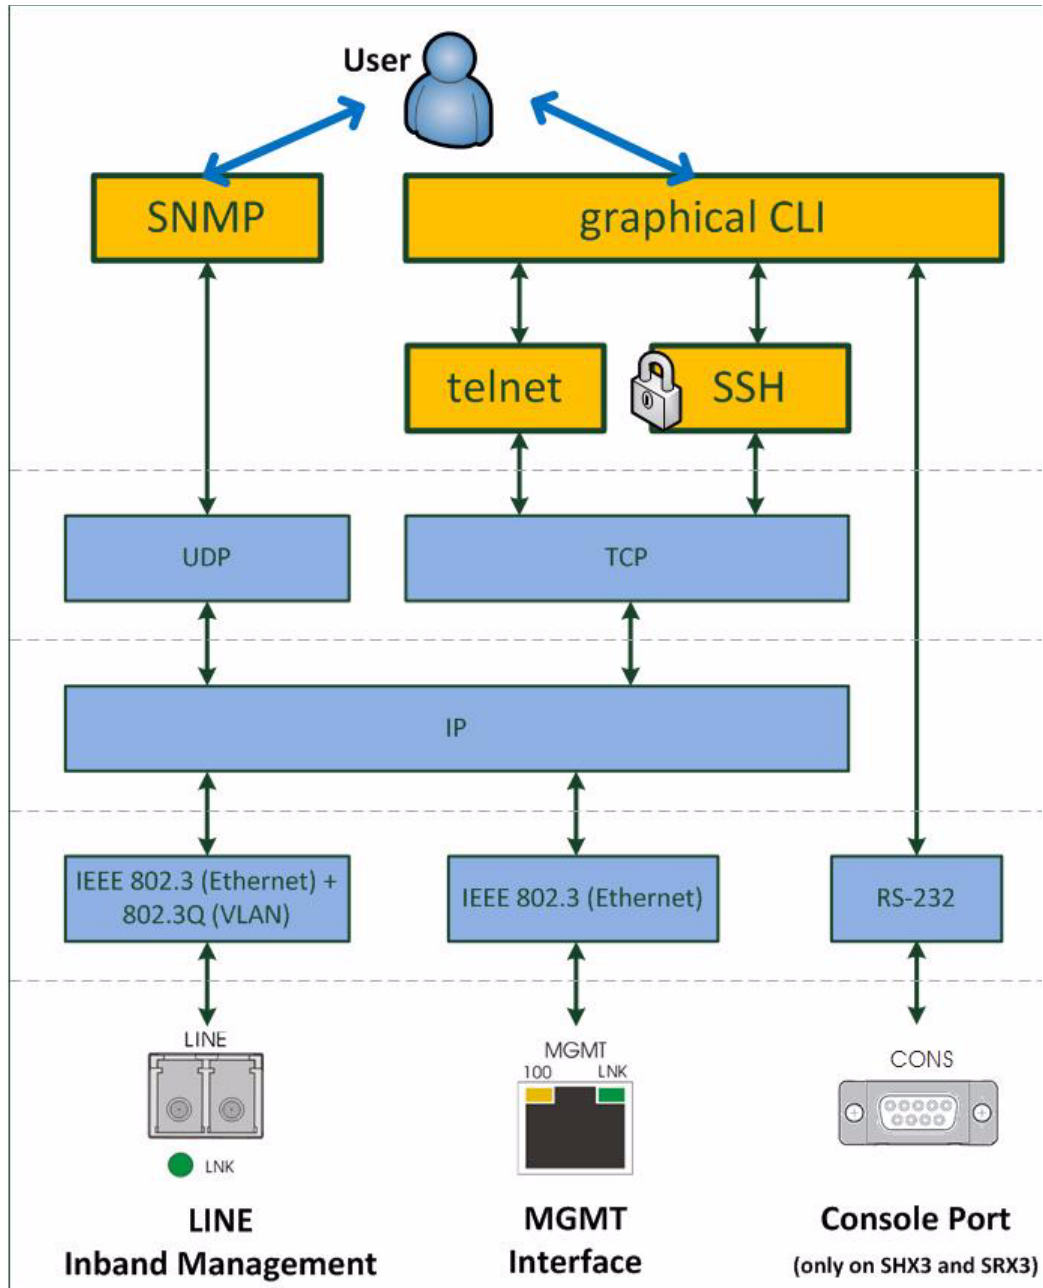 User
SNMP
graphical CLI
telnet
SSH
UDP
TCP
IP
IEEE 802.3 (Ethernet) +
802.3Q (VLAN)
IEEE 802.3 (Ethernet)
RS-232
LINE
LNK
MGMT
100 LNK
CONS
LINE
Inband Management
MGMT
Interface
Console Port
(only on SHX3 and SRX3)